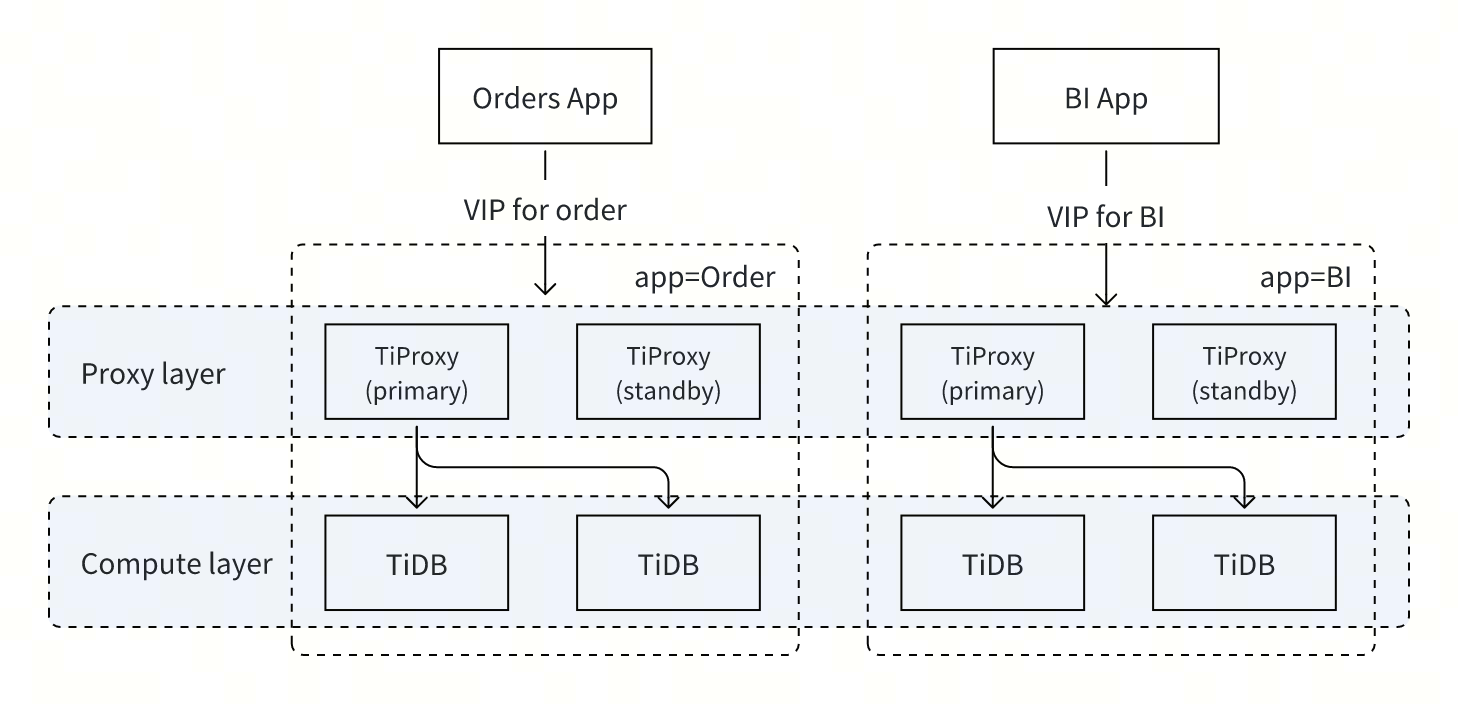 Orders App
BI App
VIP for order
VIP for BI
app=Order
app=BI
Proxy layer
TiProxy
(primary)
TiProxy
(standby)
TiProxy
(primary)
TiProxy
(standby)
Compute layer
TiDB
TiDB
TiDB
TiDB